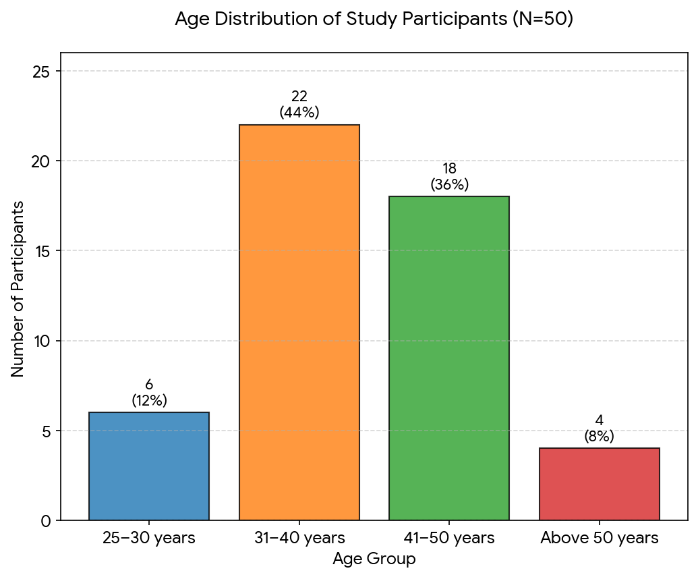 Age Distribution of Study Participants (N=50)
Number of Participants
25
20
15
10
5
0
6
(12%)
22
(44%)
18
(36%)
4
(8%)
25–30 years
31–40 years
41–50 years
Above 50 years
Age Group